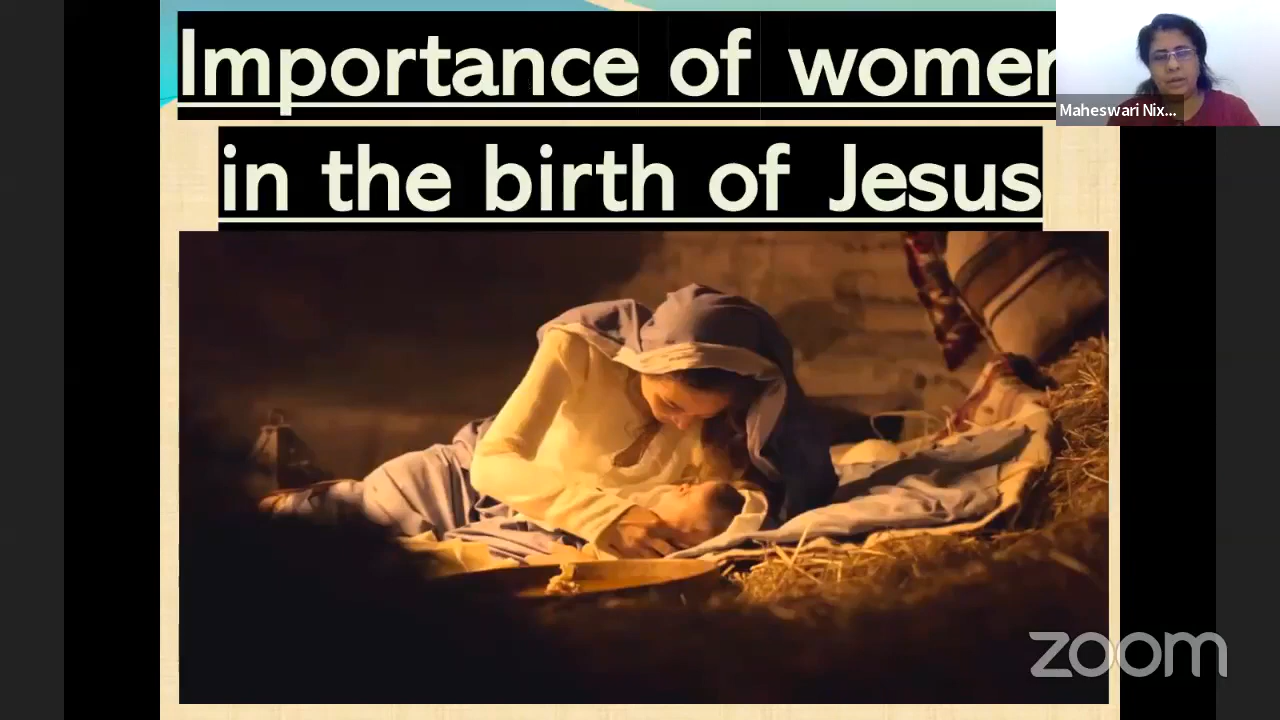 Importance of women
in the birth of Jesus
Maheswari Nix...
zoom